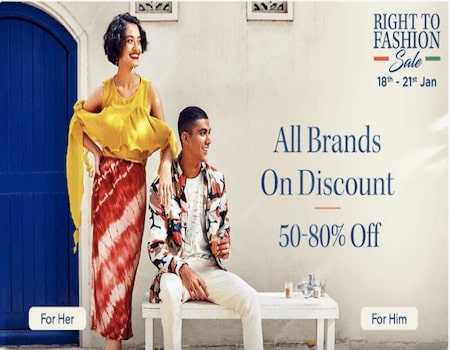 RIGHT TO
FASHION
Sale
18th - 21st Jan
All Brands
On Discount
50-80% Off
For Her
For Him